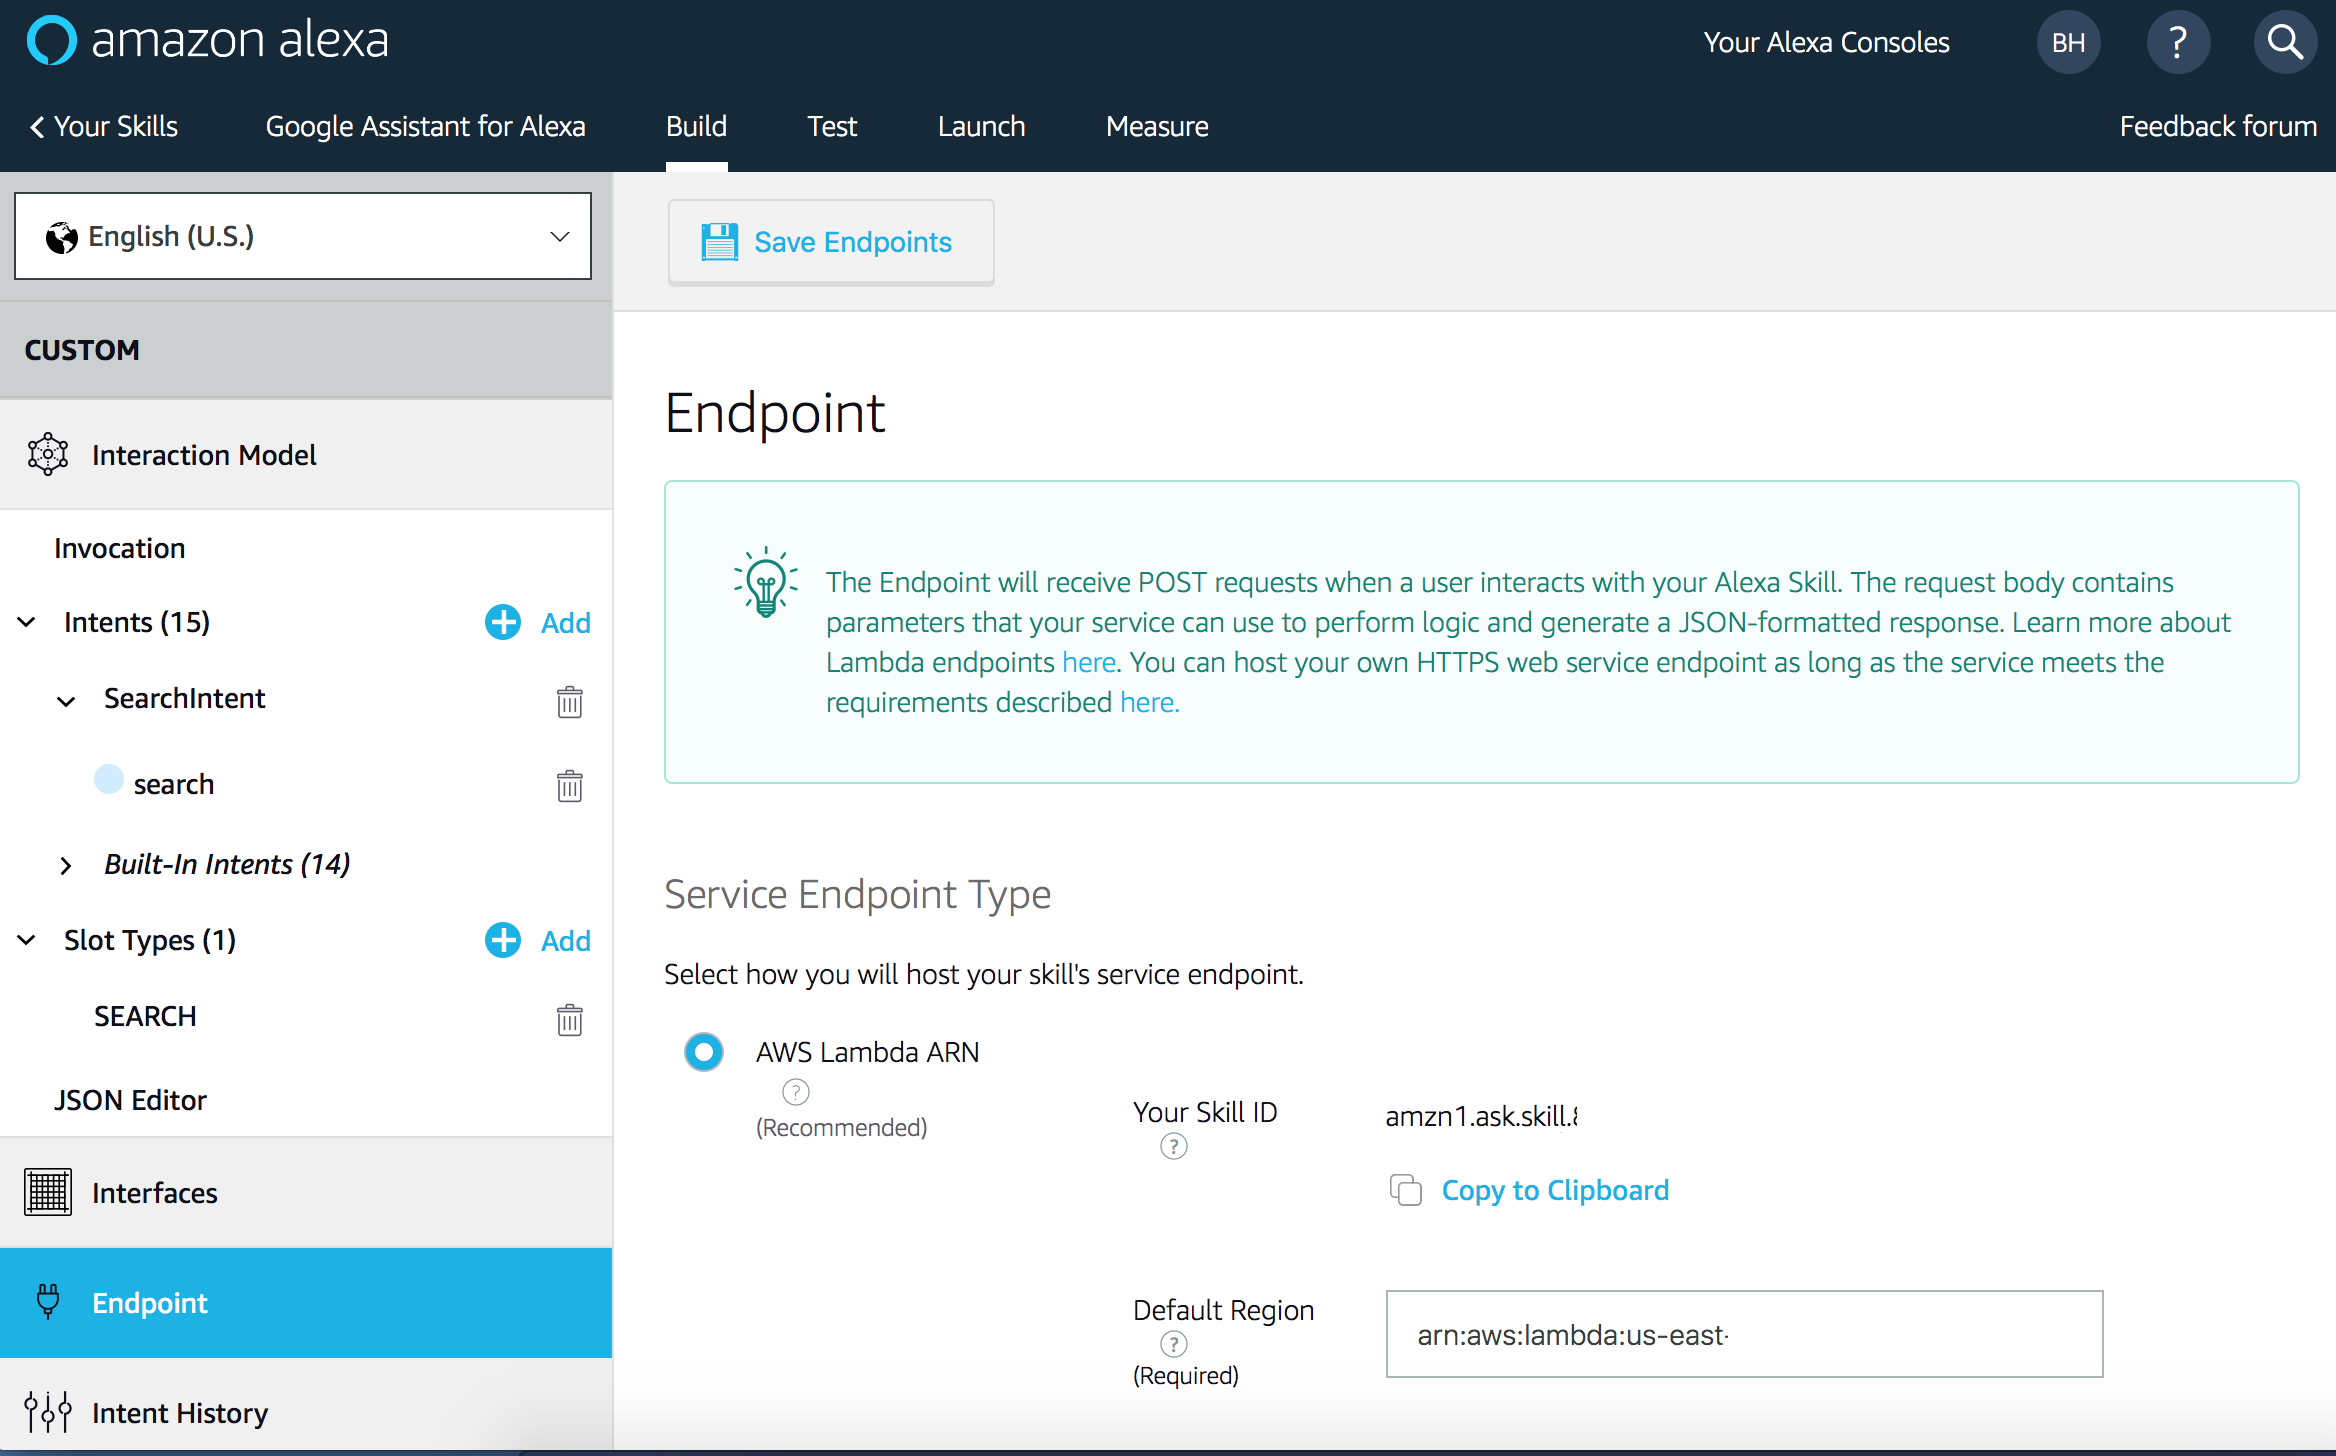 amazon alexa
Your Alexa Consoles
BH
?
Your Skills
Google Assistant for Alexa
Build
Test
Launch
Measure
Feedback forum
English (U.S.)
CUSTOM
Interaction Model
Invocation
Intents (15)
Add
SearchIntent
search
Built-In Intents (14)
Slot Types (1)
Add
SEARCH
JSON Editor
Interfaces
Endpoint
Intent History
Save Endpoints
Endpoint
The Endpoint will receive POST requests when a user interacts with your Alexa Skill. The request body contains
parameters that your service can use to perform logic and generate a JSON-formatted response. Learn more about
Lambda endpoints here. You can host your own HTTPS web service endpoint as long as the service meets the
requirements described here.
Service Endpoint Type
Select how you will host your skill's service endpoint.
AWS Lambda ARN
?
(Recommended)
Your Skill ID
?
amzn1.ask.skill.
Copy to Clipboard
Default Region
?
(Required)
arn:aws:lambda:us-east-